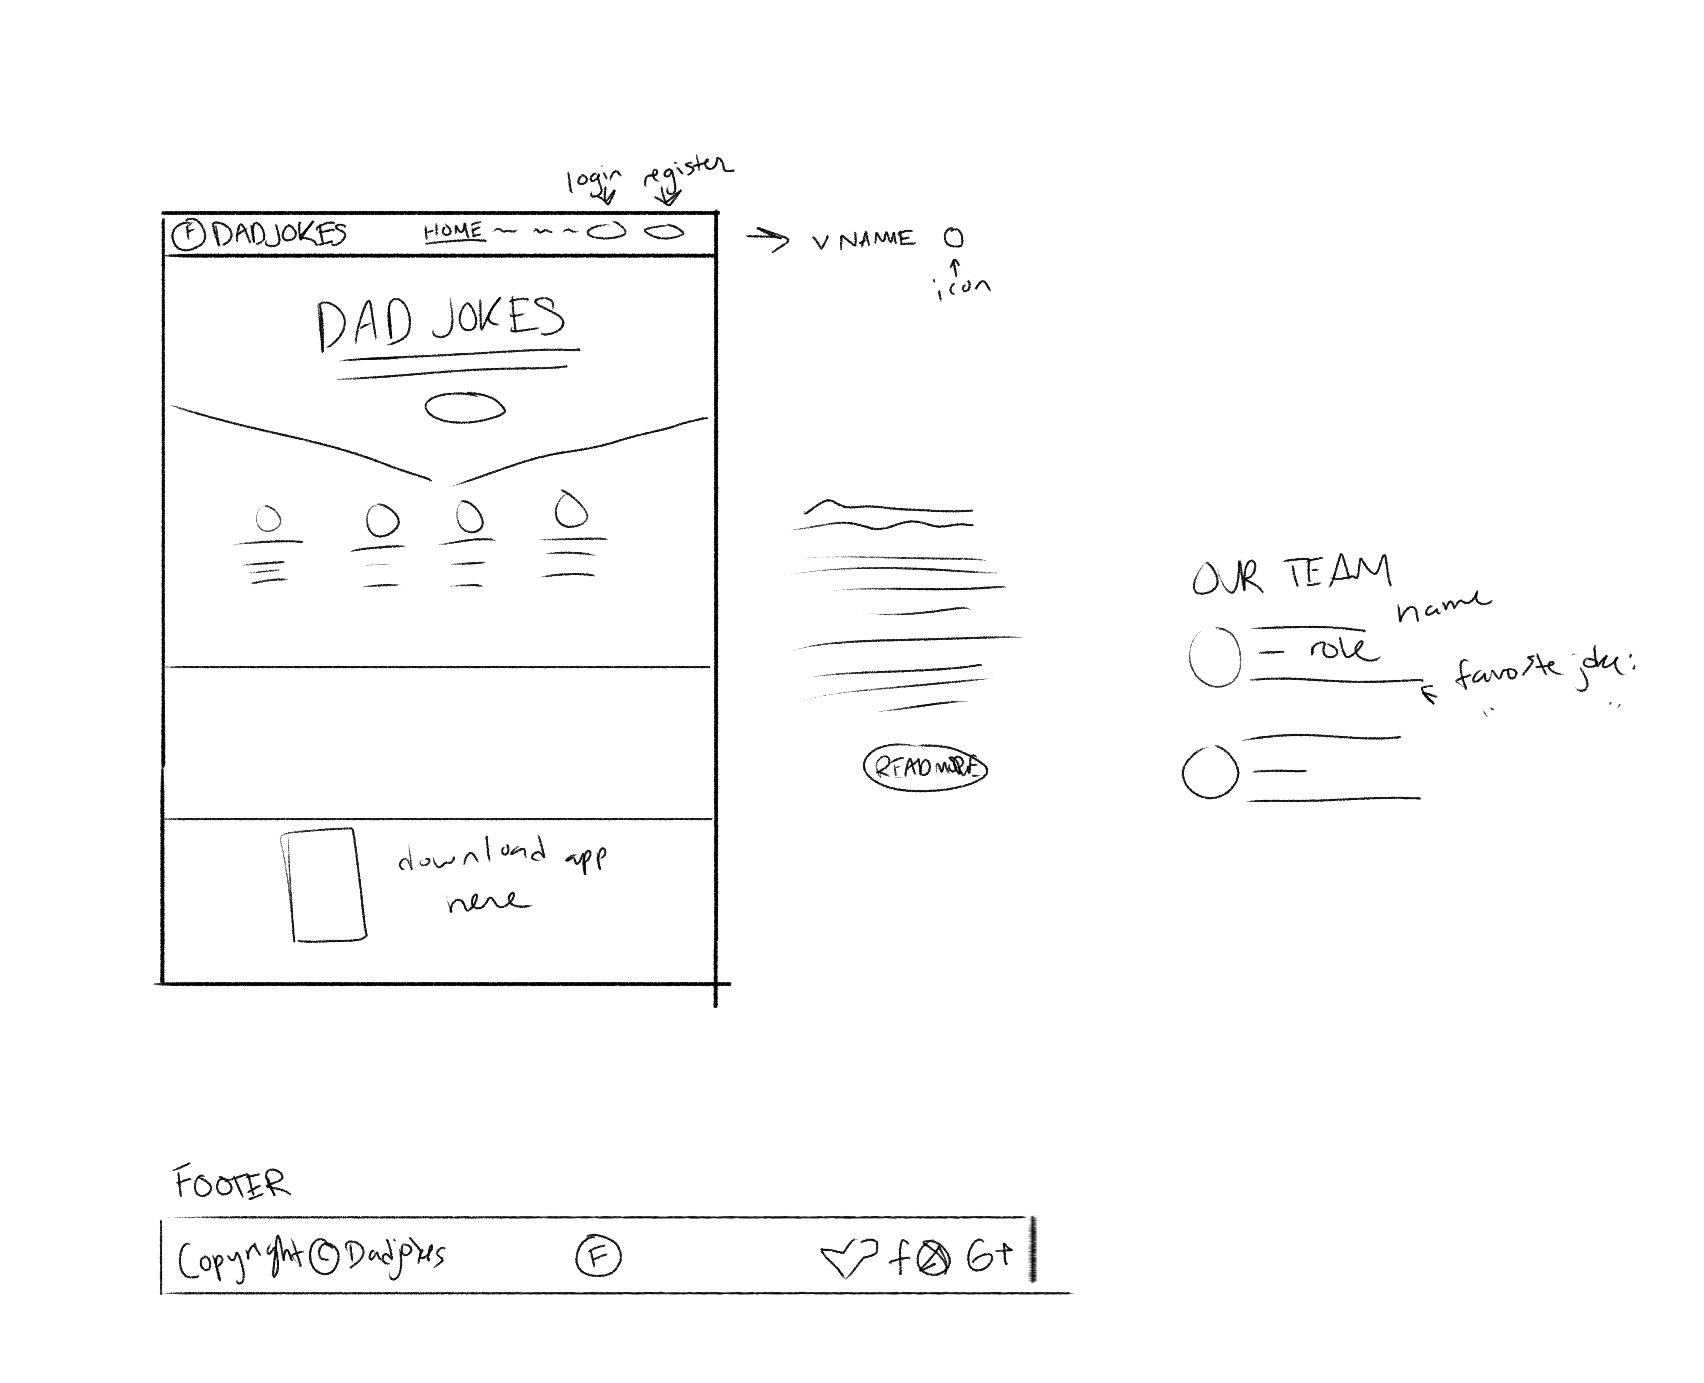 login register
F DADJOKES HOME
V NAME
icon
DAD JOKES
OUR TEAM
name
role
favorite joke:
" "
READ MORE
download app
here
FOOTER
Copyright © Dadjokes F f G+